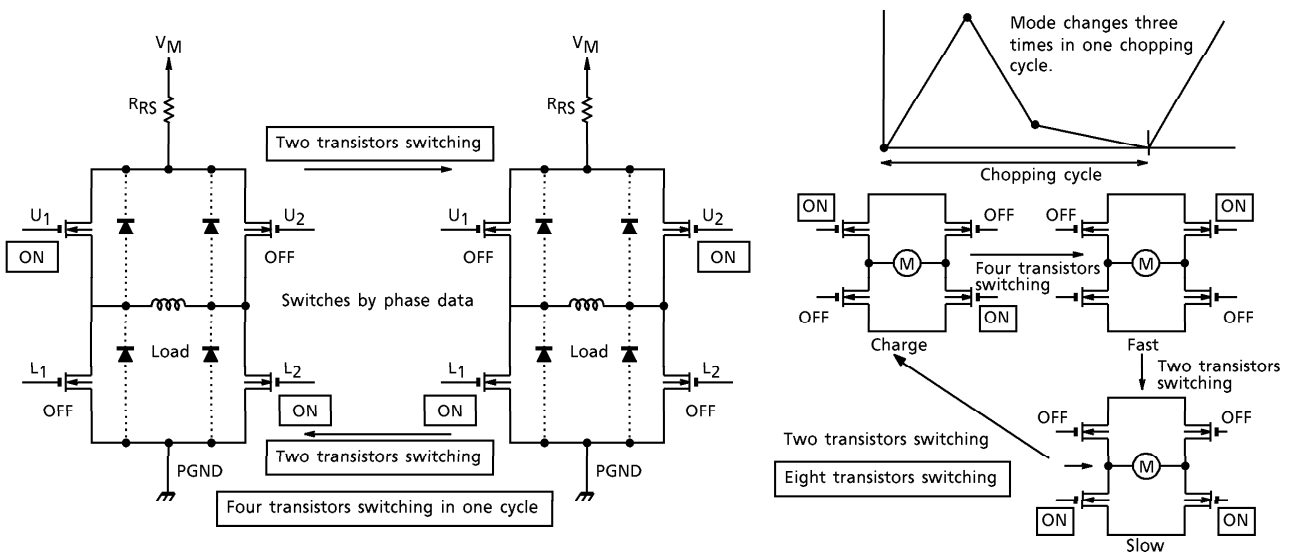 VM
RRS
U1
ON
U2
OFF
Load
L1
OFF
L2
ON
PGND
Two transistors switching
Switches by phase data
Two transistors switching
Four transistors switching in one cycle
VM
RRS
U1
OFF
U2
ON
Load
L1
ON
L2
OFF
PGND
Mode changes three
times in one chopping
cycle.
Chopping cycle
ON
OFF
M
OFF
ON
Charge
Four transistors
switching
OFF
ON
M
OFF
Fast
Two transistors
switching
OFF
OFF
M
ON
ON
Slow
Two transistors switching
Eight transistors switching